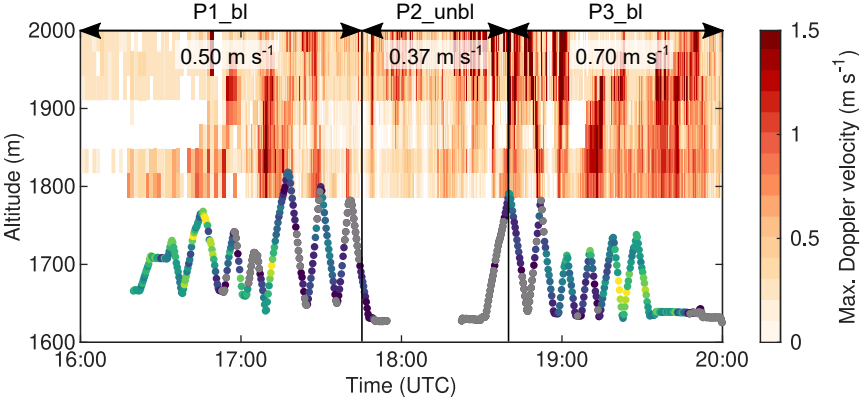 P1_bl P2_unbl P3_bl
0.50 m s⁻¹ 0.37 m s⁻¹ 0.70 m s⁻¹
2000
1900
1800
1700
1600
Altitude (m)
16:00 17:00 18:00 19:00 20:00
Time (UTC)
1.5
1
0.5
0
Max. Doppler velocity (m s⁻¹)